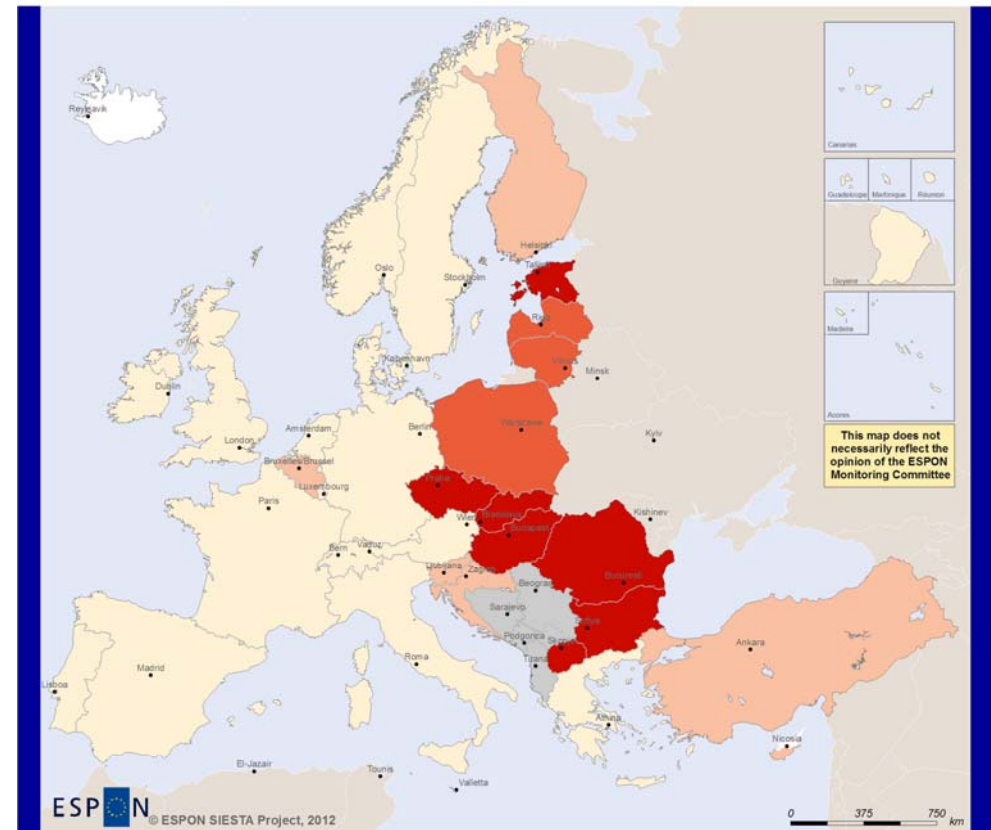 Reykjavik
Canarias
Guadeloupe
Martinique
Réunion
Helsinki
Oslo
Tallinn
Stockholm
Guyane
Riga
Madeira
København
Vilnius
Minsk
Dublin
Acores
Amsterdam
Berlin
Warszawa
London
Kyiv
This map does not
necessarily reflect the
opinion of the ESPON
Monitoring Committee
Bruxelles/Brussel
Praha
Luxembourg
Paris
Wien
Bratislava
Kishinev
Budapest
Bern
Vaduz
Ljubljana
Zagreb
Beograd
Bucuresti
Sarajevo
Sofiya
Podgorica
Skopje
Ankara
Roma
Tirana
Madrid
Lisboa
Athina
Nicosia
El-Jazair
Tounis
Valletta
ESPON
© ESPON SIESTA Project, 2012
0 375 750
km